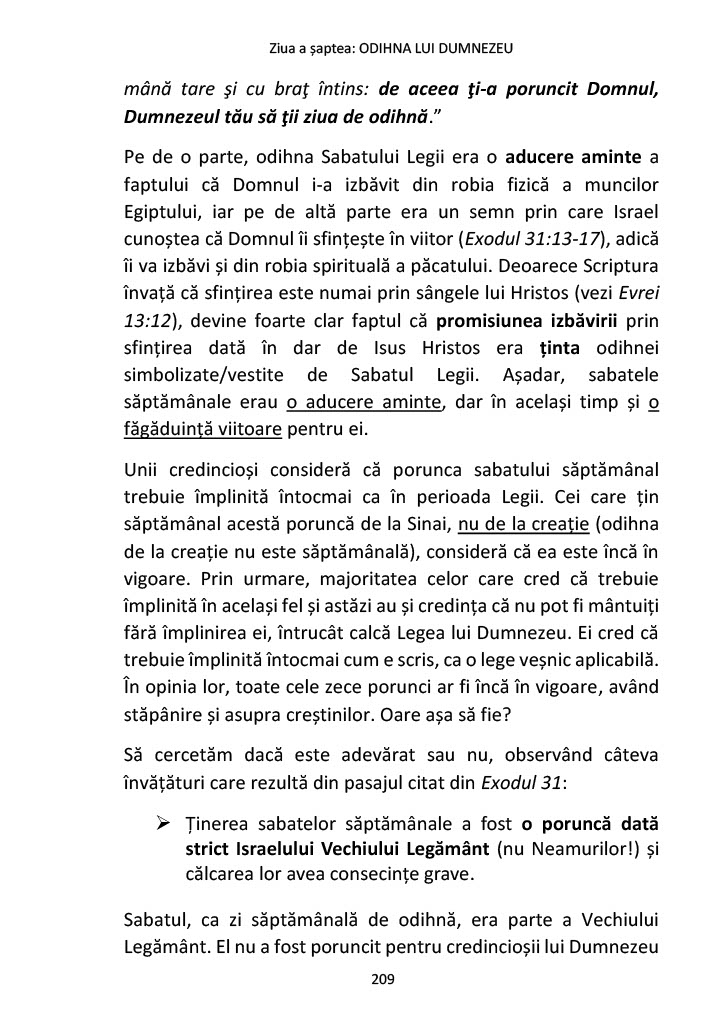 Ziua a șaptea: ODIHNA LUI DUMNEZEU
mână tare şi cu braţ întins: de aceea ţi-a poruncit Domnul,
Dumnezeul tău să ţii ziua de odihnă.”
Pe de o parte, odihna Sabatului Legii era o aducere aminte a
faptului că Domnul i-a izbăvit din robia fizică a muncilor
Egiptului, iar pe de altă parte era un semn prin care Israel
cunoștea că Domnul îi sfințește în viitor (Exodul 31:13-17), adică
îi va izbăvi și din robia spirituală a păcatului. Deoarece Scriptura
învață că sfințirea este numai prin sângele lui Hristos (vezi Evrei
13:12), devine foarte clar faptul că promisiunea izbăvirii prin
sfințirea dată în dar de Isus Hristos era ținta odihnei
simbolizate/vestite de Sabatul Legii. Așadar, sabatele
săptămânale erau o aducere aminte, dar în același timp și o
făgăduință viitoare pentru ei.
Unii credincioși consideră că porunca sabatului săptămânal
trebuie împlinită întocmai ca în perioada Legii. Cei care țin
săptămânal acestă poruncă de la Sinai, nu de la creație (odihna
de la creație nu este săptămânală), consideră că ea este încă în
vigoare. Prin urmare, majoritatea celor care cred că trebuie
împlinită în același fel și astăzi au și credința că nu pot fi mântuiți
fără împlinirea ei, întrucât calcă Legea lui Dumnezeu. Ei cred că
trebuie împlinită întocmai cum e scris, ca o lege veșnic aplicabilă.
În opinia lor, toate cele zece porunci ar fi încă în vigoare, având
stăpânire și asupra creștinilor. Oare așa să fie?
Să cercetăm dacă este adevărat sau nu, observând câteva
învățături care rezultă din pasajul citat din Exodul 31:
➢ Ținerea sabatelor săptămânale a fost o poruncă dată
strict Israelului Vechiului Legământ (nu Neamurilor!) și
călcarea lor avea consecințe grave.
Sabatul, ca zi săptămânală de odihnă, era parte a Vechiului
Legământ. El nu a fost poruncit pentru credincioșii lui Dumnezeu
209